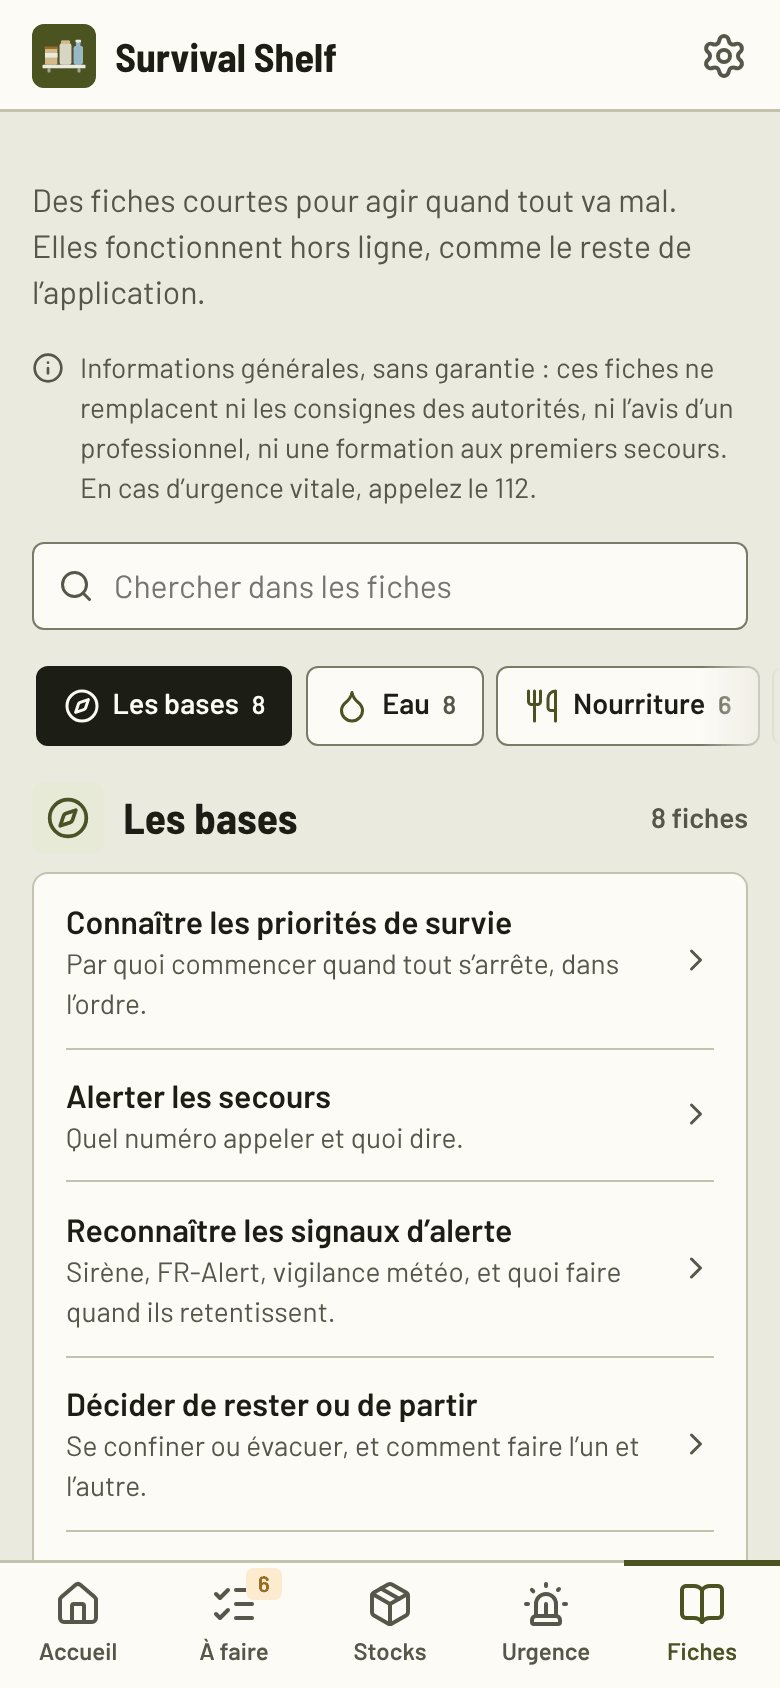 Survival Shelf
Des fiches courtes pour agir quand tout va mal.
Elles fonctionnent hors ligne, comme le reste de
l’application.
Informations générales, sans garantie : ces fiches ne
remplacent ni les consignes des autorités, ni l’avis d’un
professionnel, ni une formation aux premiers secours.
En cas d’urgence vitale, appelez le 112.
Chercher dans les fiches
Les bases 8 Eau 8 Nourriture 6
Les bases 8 fiches
Connaître les priorités de survie
Par quoi commencer quand tout s’arrête, dans
l’ordre.
Alerter les secours
Quel numéro appeler et quoi dire.
Reconnaître les signaux d’alerte
Sirène, FR-Alert, vigilance météo, et quoi faire
quand ils retentissent.
Décider de rester ou de partir
Se confiner ou évacuer, et comment faire l’un et
l’autre.
6
Accueil À faire Stocks Urgence Fiches